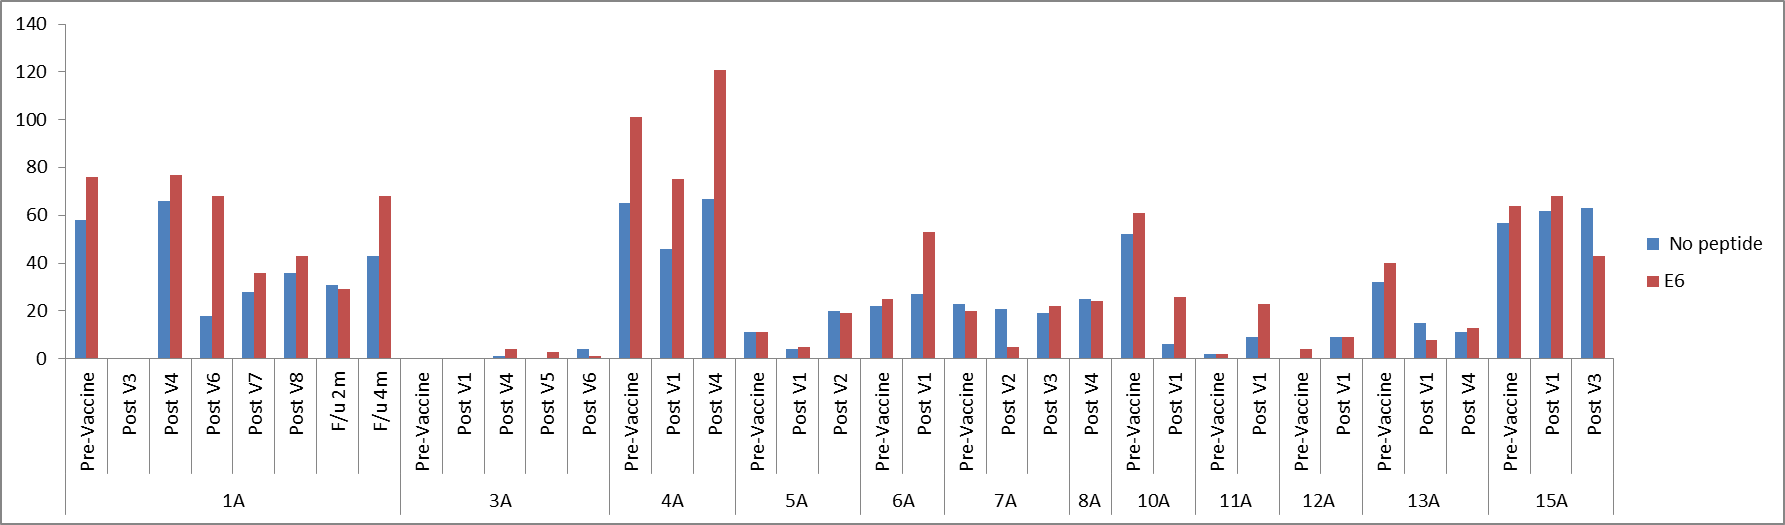 140
120
100
80
60
40
20
0
Pre-Vaccine
Post V3
Post V4
Post V6
Post V7
Post V8
F/u 2m
F/u 4m
Pre-Vaccine
Post V1
Post V4
Post V5
Post V6
Pre-Vaccine
Post V1
Post V4
Pre-Vaccine
Post V1
Post V2
Pre-Vaccine
Post V1
Pre-Vaccine
Post V2
Post V3
Post V4
Pre-Vaccine
Post V1
Pre-Vaccine
Post V1
Pre-Vaccine
Post V1
Pre-Vaccine
Post V1
Post V4
Pre-Vaccine
Post V1
Post V3
1A 3A 4A 5A 6A 7A 8A 10A 11A 12A 13A 15A
No peptide
E6